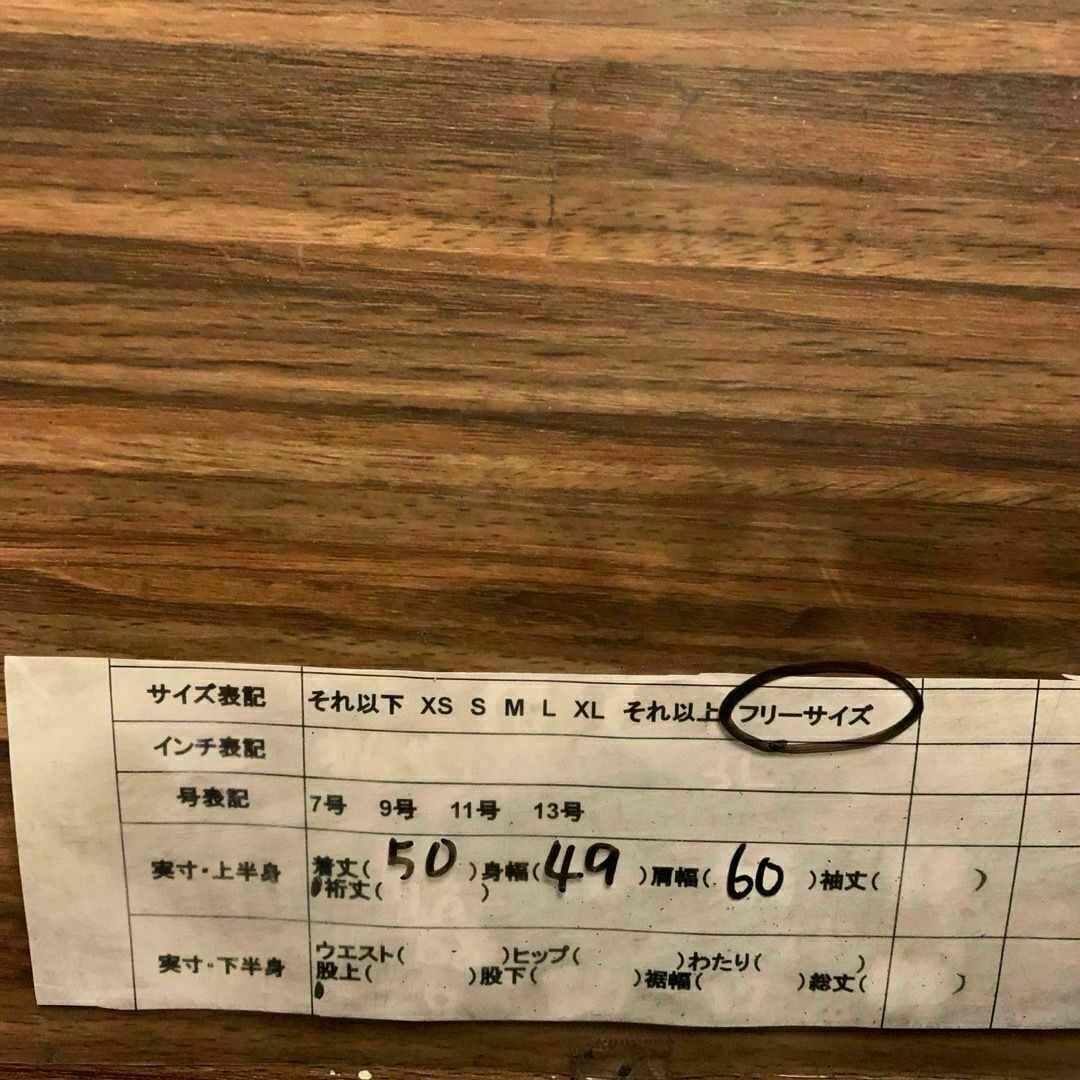 サイズ表記 それ以下 XS S M L XL それ以上 フリーサイズ
インチ表記
号表記 7号 9号 11号 13号
実寸・上半身 着丈( 50 )身幅( 49 )肩幅( 60 )袖丈( )
裄丈( )
実寸・下半身 ウエスト( )ヒップ( )わたり( )
股上( )股下( )裾幅( )総丈( )